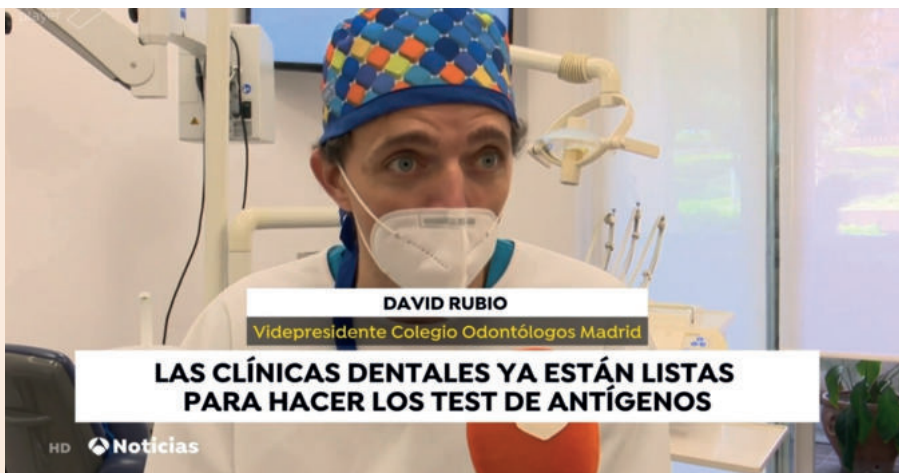 DAVID RUBIO
Videpresidente Colegio Odontólogos Madrid
LAS CLÍNICAS DENTALES YA ESTÁN LISTAS
PARA HACER LOS TEST DE ANTÍGENOS
HD Noticias